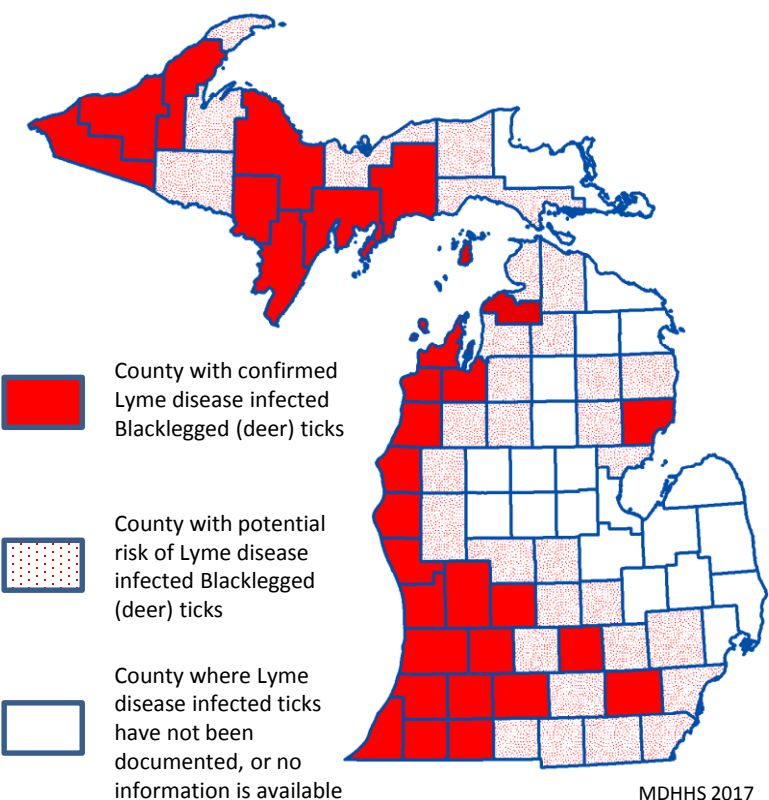 County with confirmed
Lyme disease infected
Blacklegged (deer) ticks
County with potential
risk of Lyme disease
infected Blacklegged
(deer) ticks
County where Lyme
disease infected ticks
have not been
documented, or no
information is available
MDHHS 2017